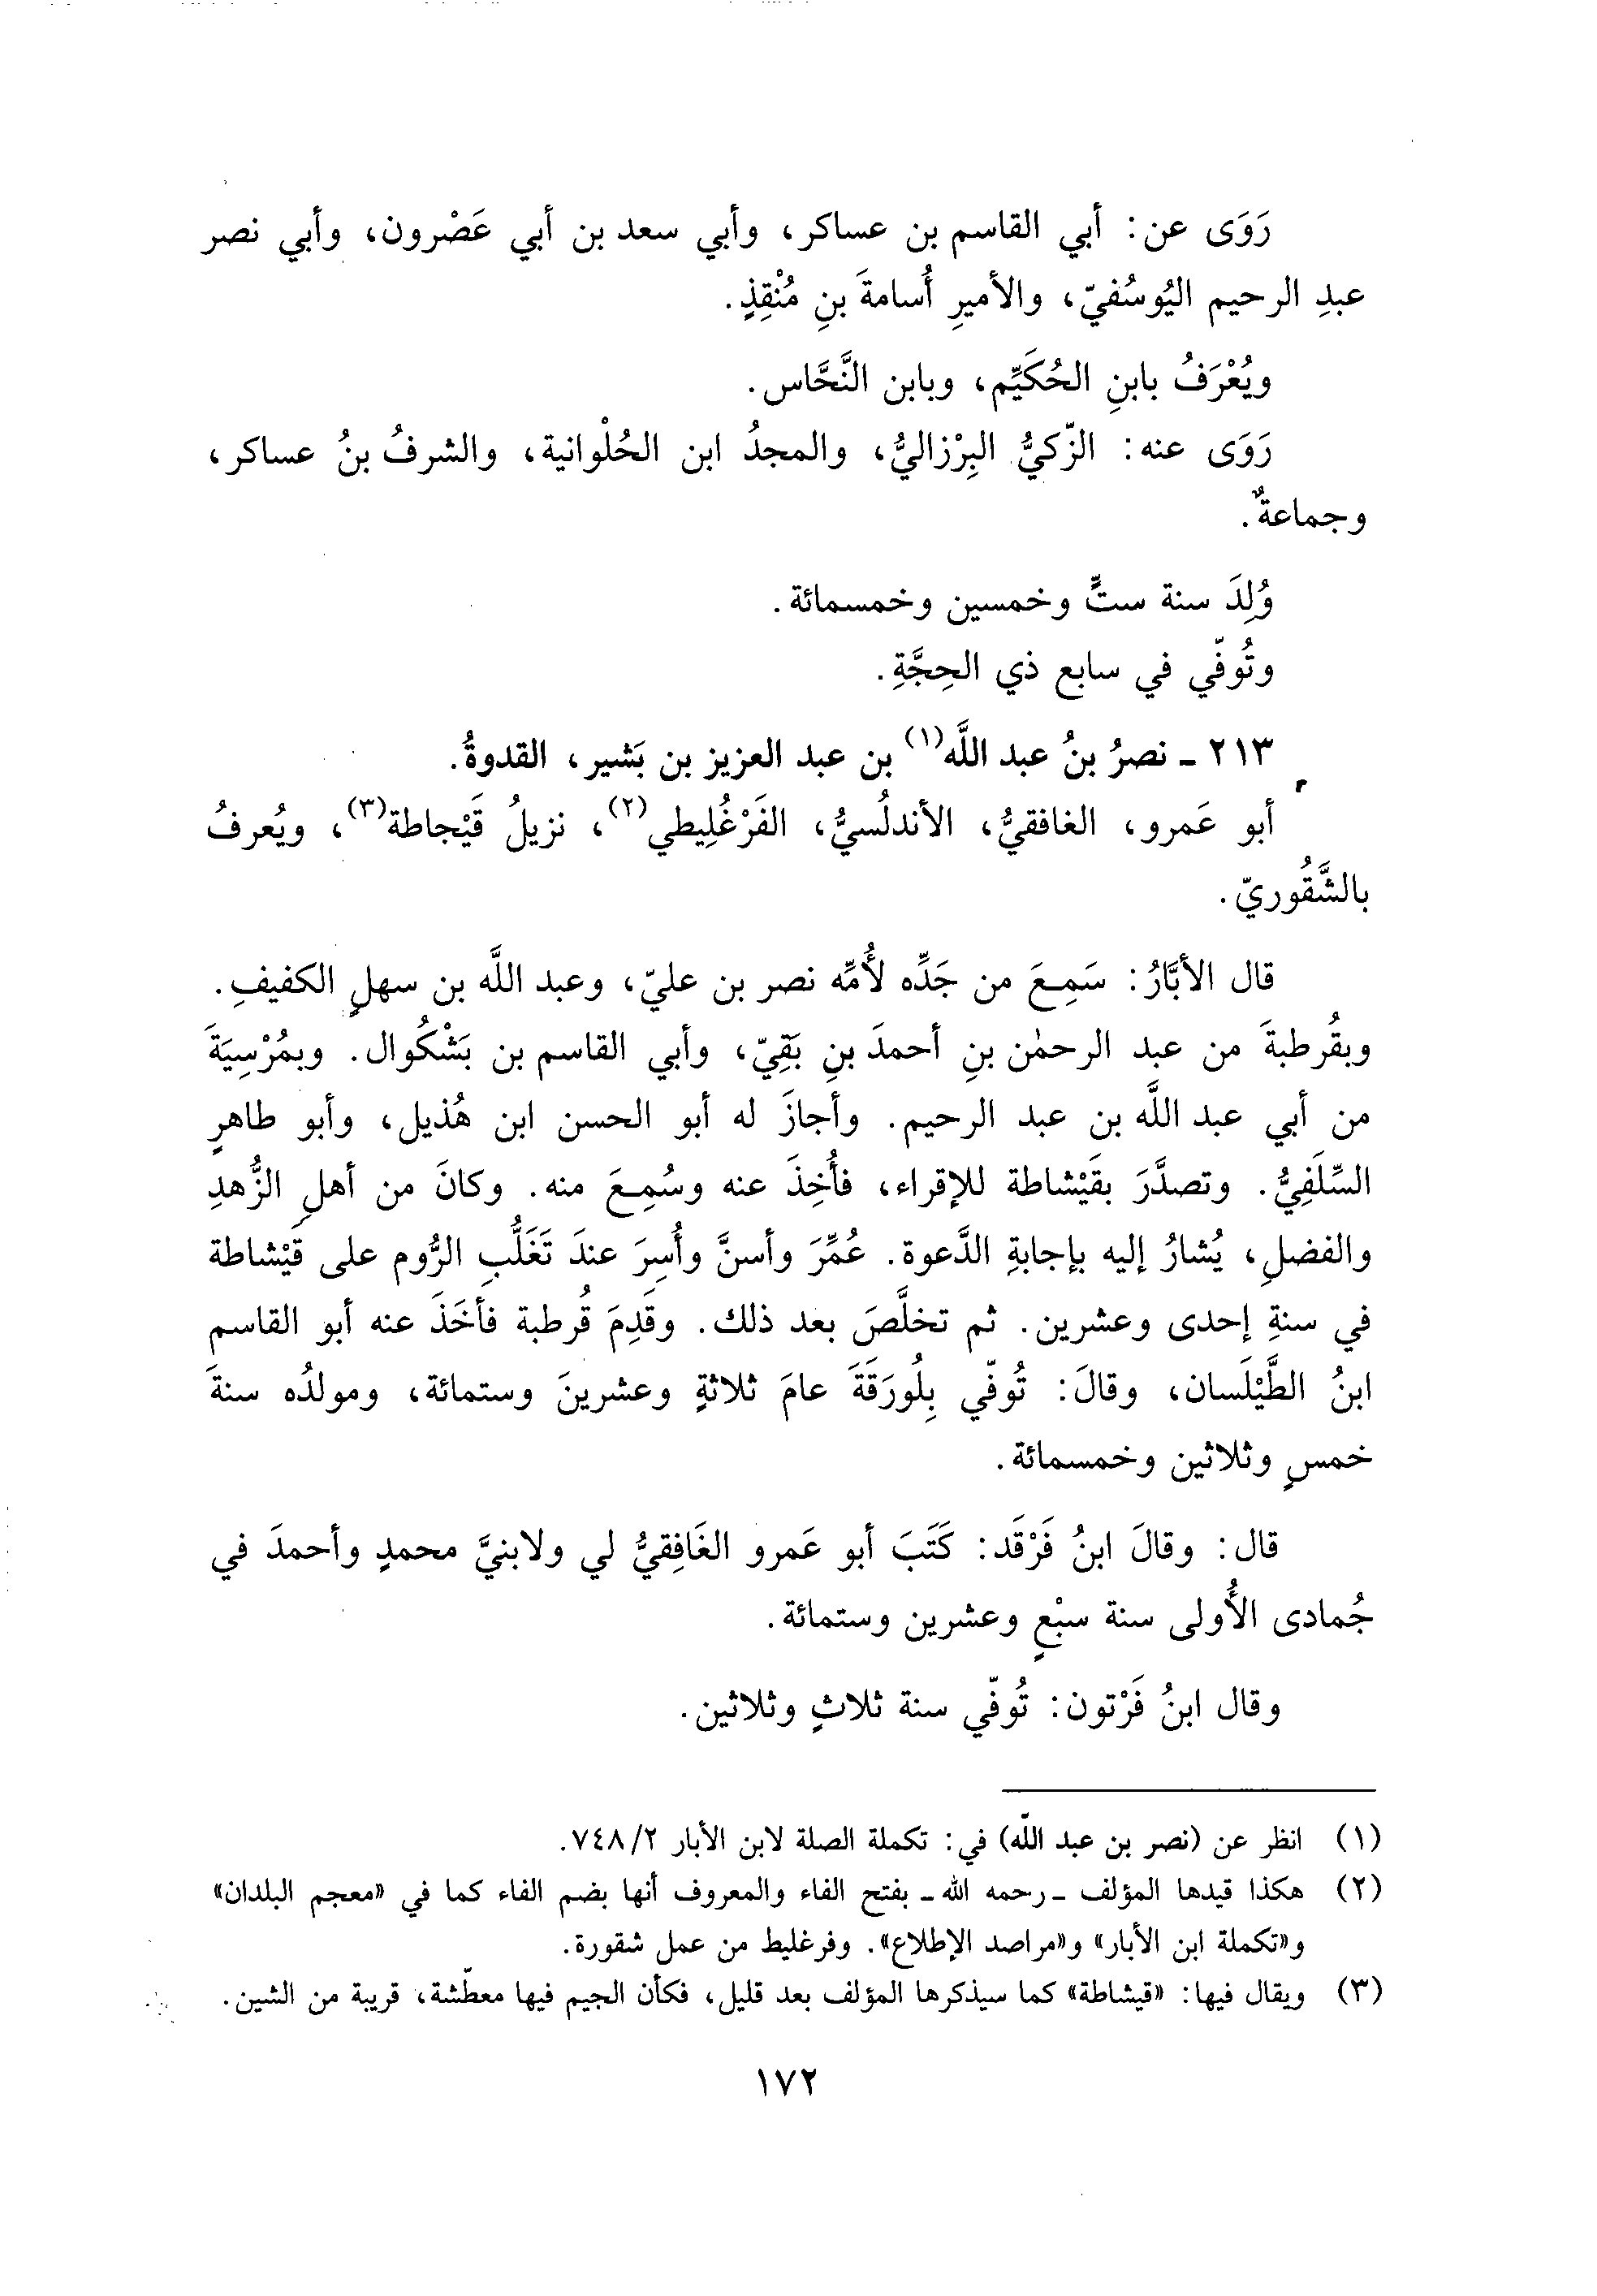 رَوَى عن: أبي القاسم بن عساكر، وأبي سعد بن أبي عَصْرون، وأبي نصر
عبدِ الرحيم اليُوسُفيّ، والأميرِ أُسامةَ بنِ مُنْقِذٍ.
ويُعْرَفُ بابنِ الحُكَيِّم، وبابن النَّحَّاس.
رَوَى عنه: الزّكيُّ البِرْزاليُّ، والمجدُ ابن الحُلْوانية، والشرفُ بنُ عساكر،
وجماعةٌ.
وُلِدَ سنة ستٍّ وخمسين وخمسمائة.
وتُوفّي في سابع ذي الحِجَّةِ.
٢١٣ ـ نصرُ بنُ عبد اللَّه(١) بن عبد العزيز بن بَشير، القدوةُ.
أبو عَمرو، الغافقيُّ، الأندلُسيُّ، الفَرْغُلِيطي(٢)، نزيلُ قَيْجاطة(٣)، ويُعرفُ
بالشَّقُوريّ.
قال الأبَّارُ: سَمِعَ من جَدِّه لأُمِّه نصر بن عليّ، وعبد اللَّه بن سهلٍ الكفيفِ.
وبقُرطبةَ من عبد الرحمٰن بنِ أحمدَ بنِ بَقِيّ، وأبي القاسم بن بَشْكُوال. وبمُرْسِيَةَ
من أبي عبد اللَّه بن عبد الرحيم. وأجازَ له أبو الحسن ابن هُذيل، وأبو طاهرٍ
السِّلَفِيُّ. وتصدَّرَ بقَيْشاطة للإقراء، فأُخِذَ عنه وسُمِعَ منه. وكانَ من أهلِ الزُّهدِ
والفضلِ، يُشارُ إليه بإجابةِ الدَّعوة. عُمِّرَ وأسنَّ وأُسِرَ عندَ تَغَلُّبِ الرُّوم على قَيْشاطة
في سنةِ إحدى وعشرين. ثم تخلَّصَ بعد ذلك. وقَدِمَ قُرطبة فأخَذَ عنه أبو القاسم
ابنُ الطَّيْلَسان، وقالَ: تُوفّي بِلُورَقَةَ عامَ ثلاثةٍ وعشرينَ وستمائة، ومولدُه سنةَ
خمسٍ وثلاثين وخمسمائة.
قال: وقالَ ابنُ فَرْقَد: كَتَبَ أبو عَمرو الغَافِقيُّ لي ولابنيَّ محمدٍ وأحمدَ في
جُمادى الأُولى سنة سبْعٍ وعشرين وستمائة.
وقال ابنُ فَرْتون: تُوفّي سنة ثلاثٍ وثلاثين.
(١) انظر عن (نصر بن عبد اللّه) في: تكملة الصلة لابن الأبار ٧٤٨/٢.
(٢) هكذا قيدها المؤلف ـ رحمه الله ـ بفتح الفاء والمعروف أنها بضم الفاء كما في «معجم البلدان»
و«تكملة ابن الأبار» و«مراصد الإطلاع». وفرغليط من عمل شقورة.
(٣) ويقال فيها: «قيشاطة» كما سيذكرها المؤلف بعد قليل، فكأن الجيم فيها معطّشة، قريبة من الشين.
١٧٢